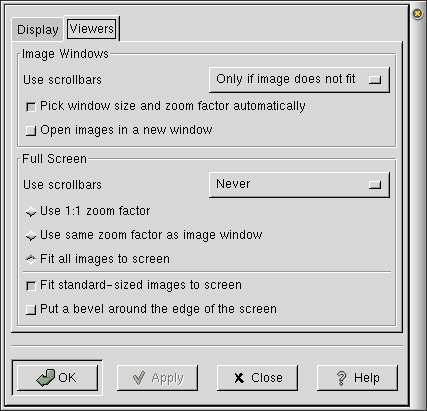 Display Viewers
Image Windows
Use scrollbars Only if image does not fit
Pick window size and zoom factor automatically
Open images in a new window
Full Screen
Use scrollbars Never
Use 1:1 zoom factor
Use same zoom factor as image window
Fit all images to screen
Fit standard-sized images to screen
Put a bevel around the edge of the screen
OK Apply Close Help